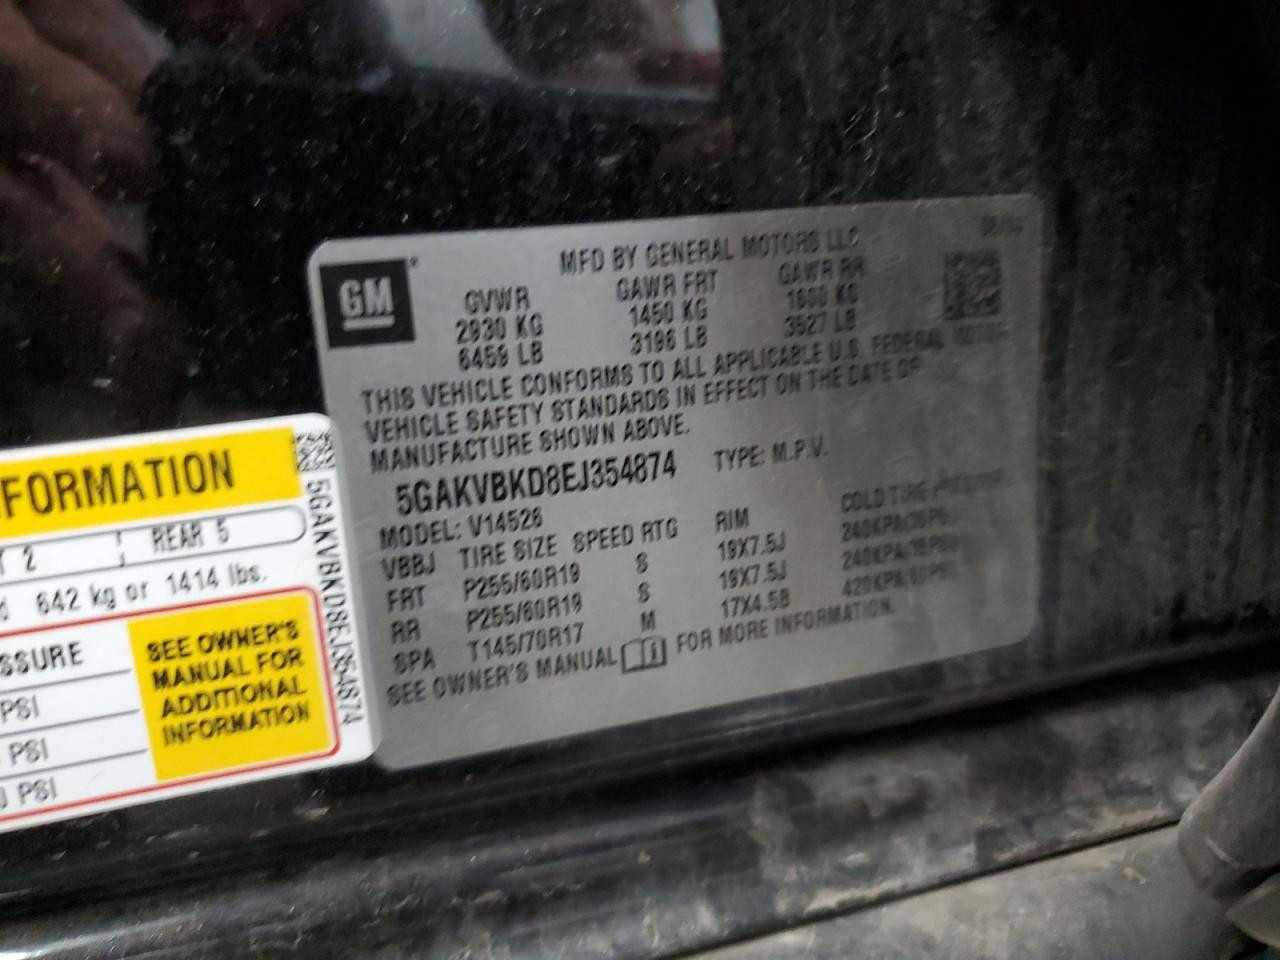 MFD BY GENERAL MOTORS LLC
GM
GVWR GAWR FRT GAWR RR
2930 KG 1450 KG 1600 KG
6459 LB 3196 LB 3527 LB
THIS VEHICLE CONFORMS TO ALL APPLICABLE U.S. FEDERAL
VEHICLE SAFETY STANDARDS IN EFFECT ON THE DATE OF
MANUFACTURE SHOWN ABOVE.
5GAKVBKD8EJ354874 TYPE: M.P.V.
MODEL: V14526
VBBJ TIRE SIZE SPEED RTG RIM COLD TIRE
FRT P255/60R19 S 19X7.5J 240KPA/35PSI
RR P255/60R19 S 19X7.5J 240KPA/35PSI
SPA T145/70R17 M 17X4.5B 420KPA/60PSI
SEE OWNER'S MANUAL FOR MORE INFORMATION.
FORMATION
2 REAR 5
642 kg or 1414 lbs.
SSURE
PSI
PSI
PSI
SEE OWNER'S
MANUAL FOR
ADDITIONAL
INFORMATION
5GAKVBKD8EJ354874